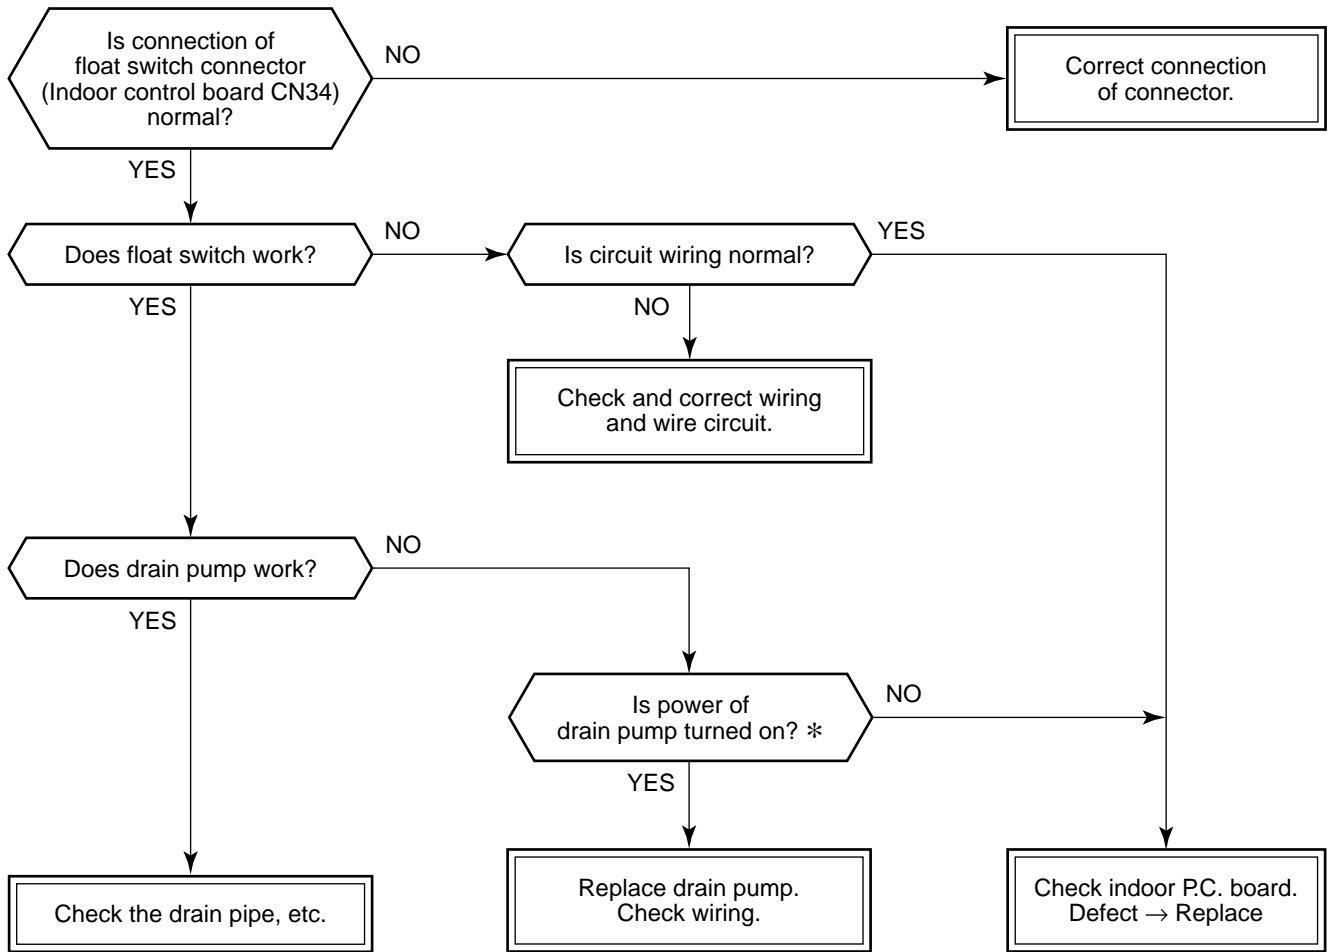 Is connection of
float switch connector
(Indoor control board CN34)
normal?
NO
Correct connection
of connector.
YES
Does float switch work?
NO
Is circuit wiring normal?
YES
YES
NO
Check and correct wiring
and wire circuit.
Does drain pump work?
NO
YES
Is power of
drain pump turned on? *
NO
YES
Check the drain pipe, etc.
Replace drain pump.
Check wiring.
Check indoor P.C. board.
Defect → Replace